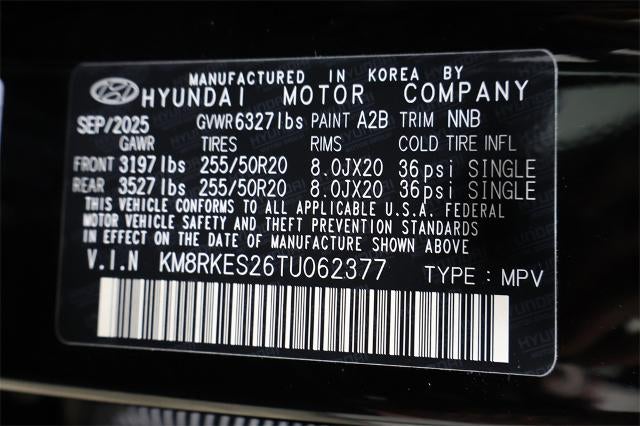 MANUFACTURED IN KOREA BY
HYUNDAI MOTOR COMPANY
SEP/2025 GVWR 6327lbs PAINT A2B TRIM NNB
GAWR TIRES RIMS COLD TIRE INFL
FRONT 3197lbs 255/50R20 8.0JX20 36psi SINGLE
REAR 3527lbs 255/50R20 8.0JX20 36psi SINGLE
THIS VEHICLE CONFORMS TO ALL APPLICABLE U.S.A. FEDERAL
MOTOR VEHICLE SAFETY AND THEFT PREVENTION STANDARDS
IN EFFECT ON THE DATE OF MANUFACTURE SHOWN ABOVE
V.I.N KM8RKES26TU062377 TYPE : MPV